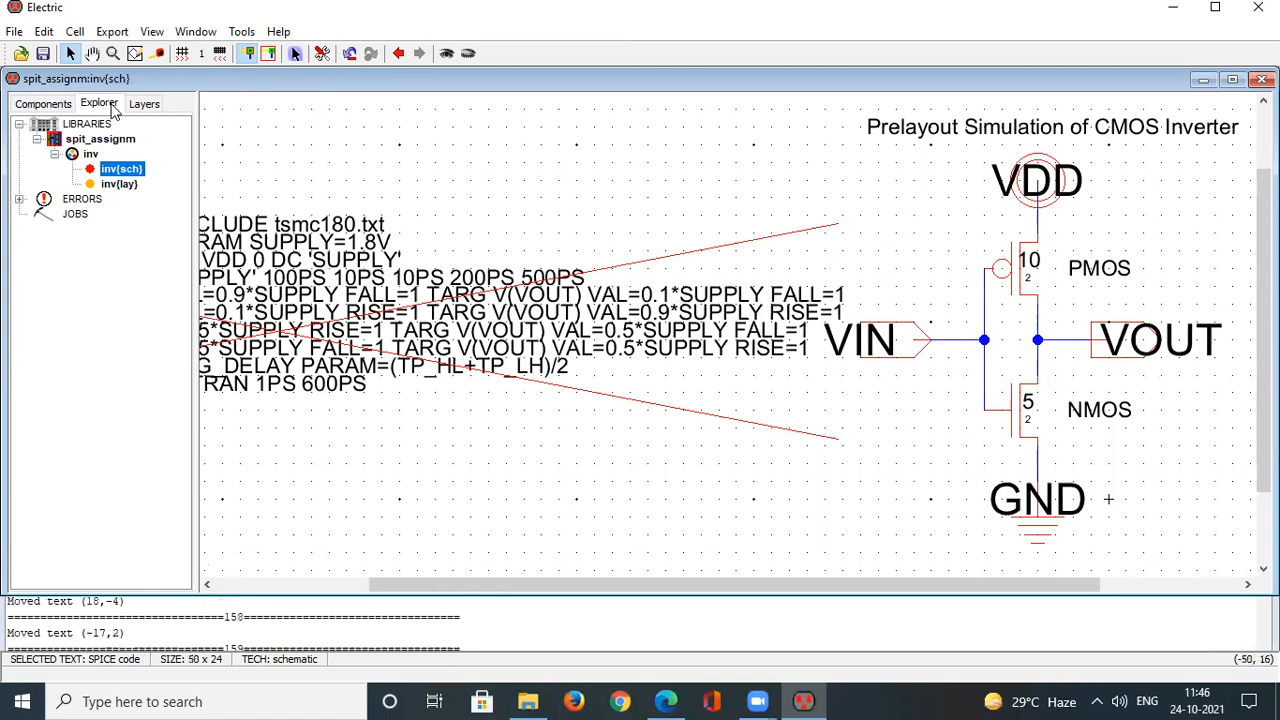 Electric
File Edit Cell Export View Window Tools Help
1
spit_assignm:inv{sch}
Components Explorer Layers
LIBRARIES
spit_assignm
inv
inv{sch}
inv{lay}
ERRORS
JOBS
Prelayout Simulation of CMOS Inverter
VDD
CLUDE tsmc180.txt
RAM SUPPLY=1.8V
VDD 0 DC 'SUPPLY'
PPLY' 100PS 10PS 10PS 200PS 500PS
L=0.9*SUPPLY FALL=1 TARG V(VOUT) VAL=0.1*SUPPLY FALL=1
=0.1*SUPPLY RISE=1 TARG V(VOUT) VAL=0.9*SUPPLY RISE=1
5*SUPPLY RISE=1 TARG V(VOUT) VAL=0.5*SUPPLY FALL=1
5*SUPPLY FALL=1 TARG V(VOUT) VAL=0.5*SUPPLY RISE=1
G_DELAY PARAM=(TP_HL+TP_LH)/2
TRAN 1PS 600PS
10
2
PMOS
VIN
VOUT
5
2
NMOS
GND
Moved text (18,-4)
================================158================================
Moved text (-17,2)
================================159================================
SELECTED TEXT: SPICE code SIZE: 50 x 24 TECH: schematic (-50, 16)
Type here to search
29°C Haze
ENG
11:46
24-10-2021